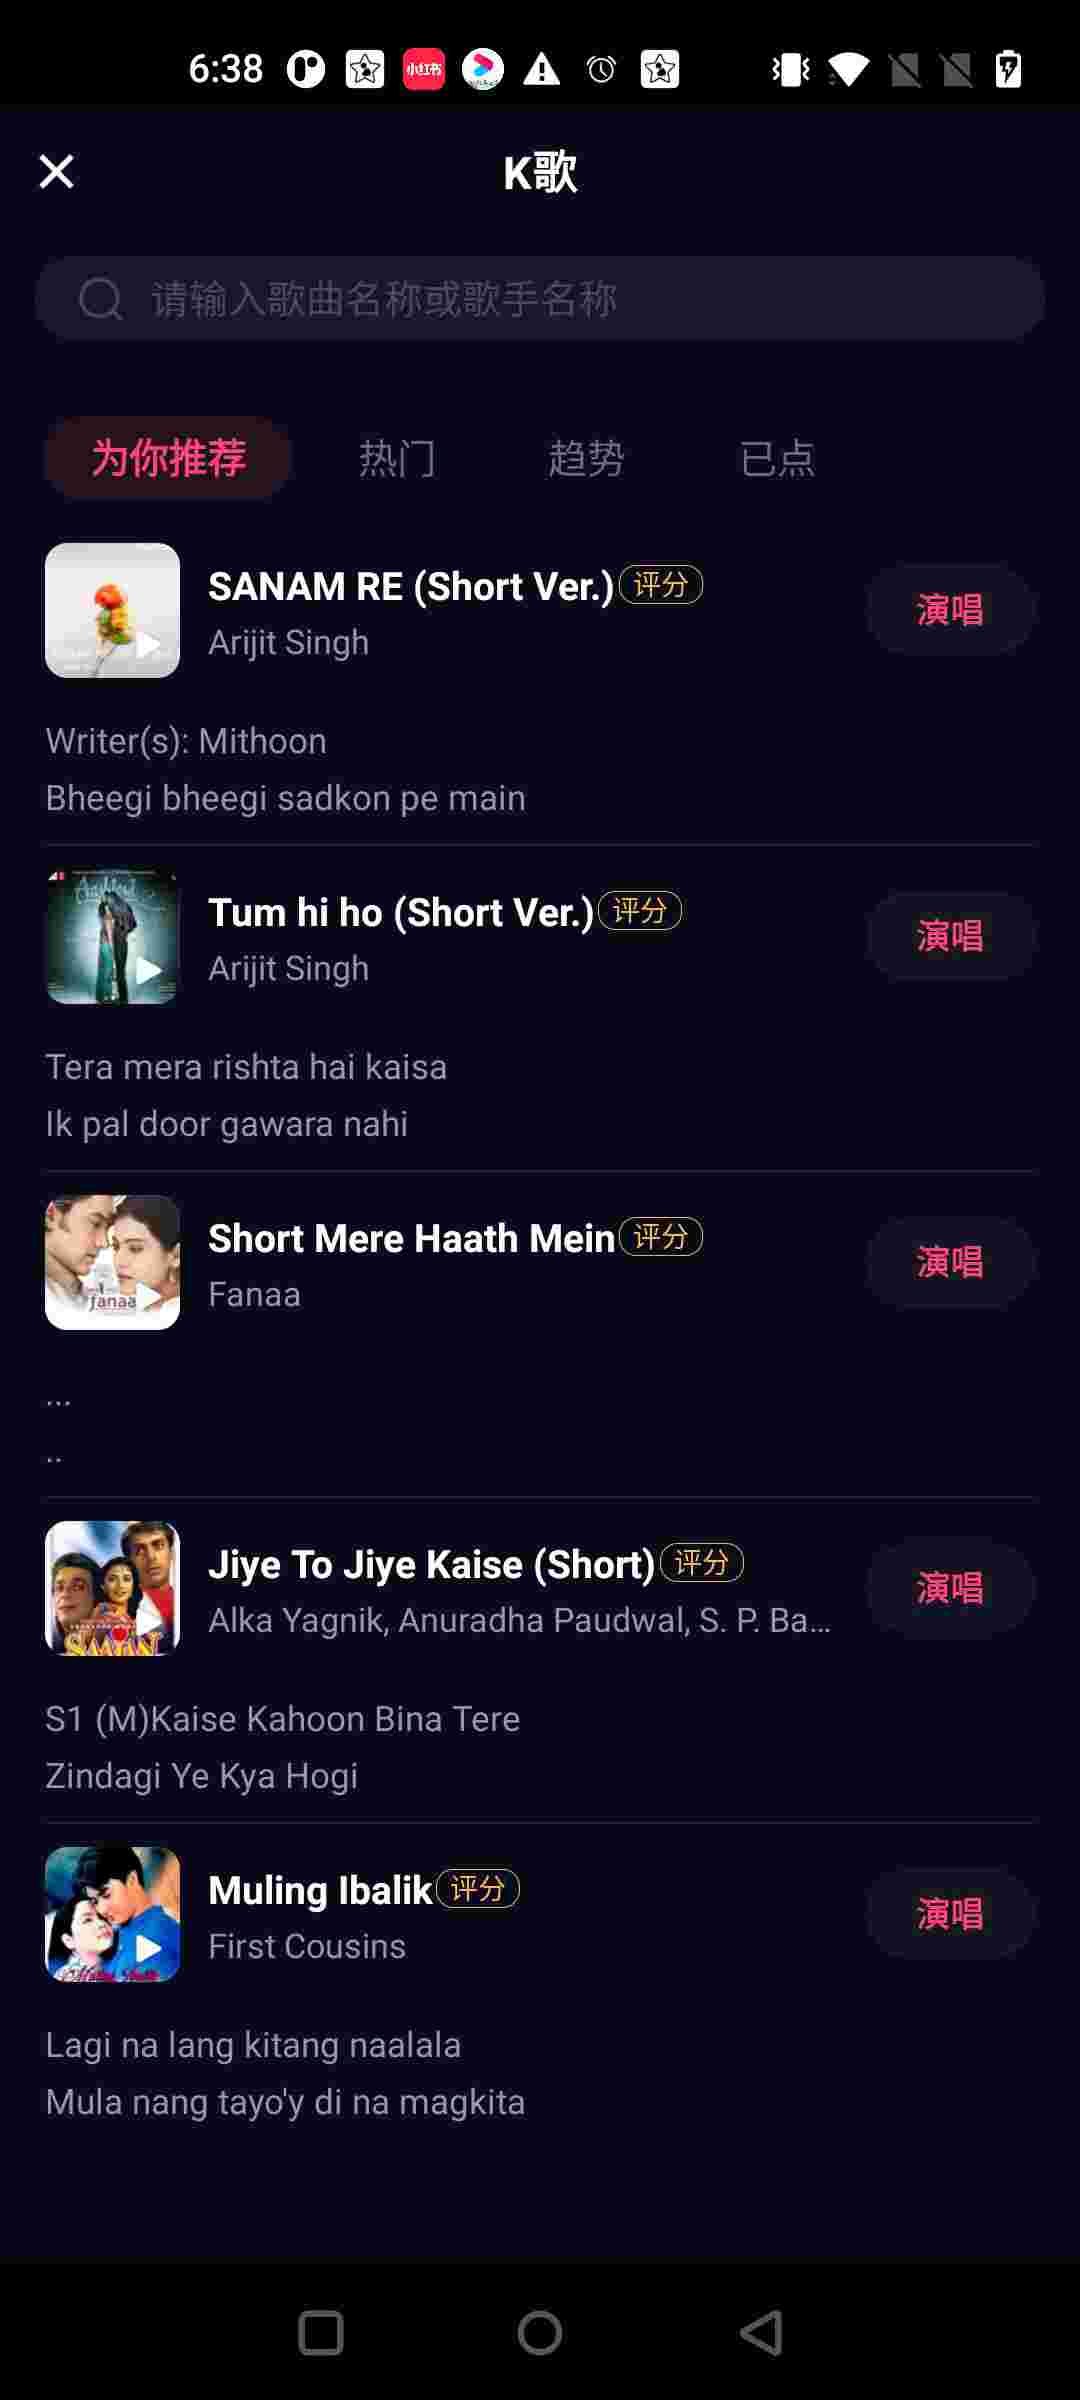 6:38
小红书
K歌
请输入歌曲名称或歌手名称
为你推荐 热门 趋势 已点
SANAM RE (Short Ver.) 评分
Arijit Singh
演唱
Writer(s): Mithoon
Bheegi bheegi sadkon pe main
Tum hi ho (Short Ver.) 评分
Arijit Singh
演唱
Tera mera rishta hai kaisa
Ik pal door gawara nahi
Short Mere Haath Mein 评分
Fanaa
演唱
fanaa
...
..
Jiye To Jiye Kaise (Short) 评分
Alka Yagnik, Anuradha Paudwal, S. P. Ba...
演唱
SAAJAN
S1 (M)Kaise Kahoon Bina Tere
Zindagi Ye Kya Hogi
Muling Ibalik 评分
First Cousins
演唱
Lagi na lang kitang naalala
Mula nang tayo'y di na magkita